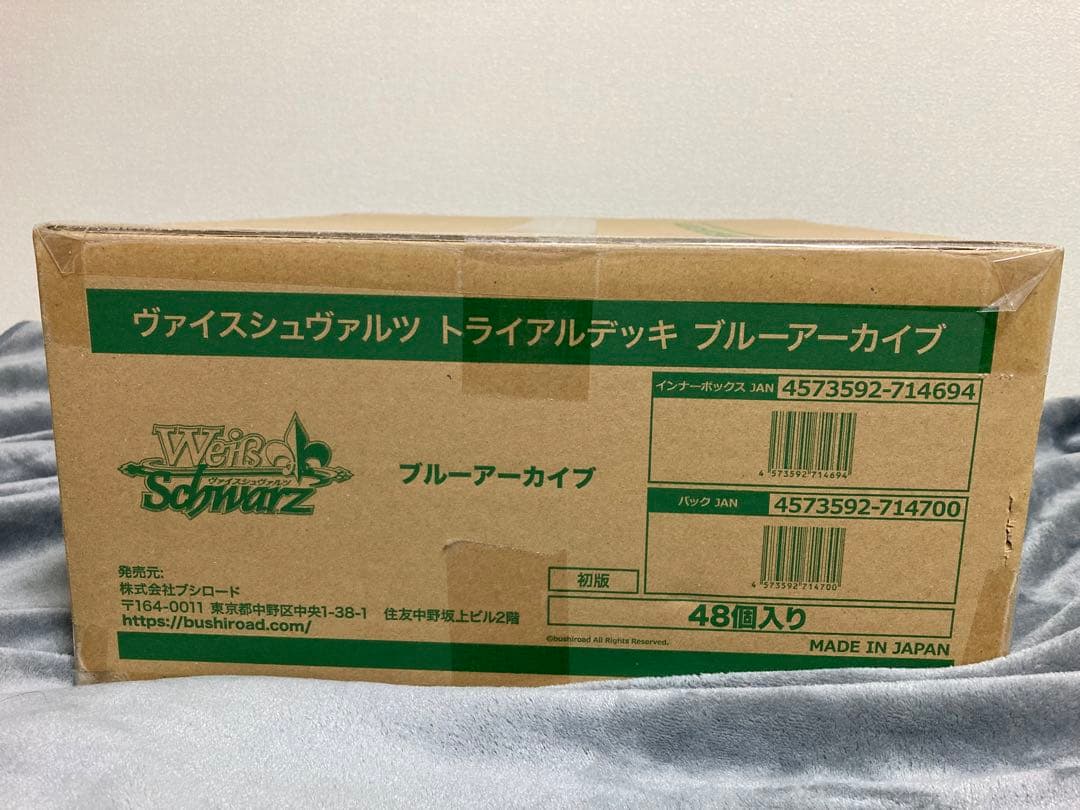 ヴァイスシュヴァルツ トライアルデッキ ブルーアーカイブ
Weiß
ヴァイスシュヴァルツ
Schwarz
ブルーアーカイブ
インナーボックス JAN 4573592-714694
4 573592 714694
パック JAN 4573592-714700
4 573592 714700
発売元:
株式会社ブシロード
〒164-0011 東京都中野区中央1-38-1 住友中野坂上ビル2階
https://bushiroad.com/
初版
48個入り
©bushiroad All Rights Reserved.
MADE IN JAPAN